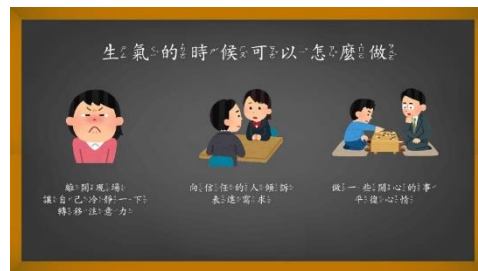 生氣的時候可以怎麼做
離開現場
讓自己冷靜一下
轉移注意力
向信任的人傾訴
表達需求
做一些開心的事
平復心情